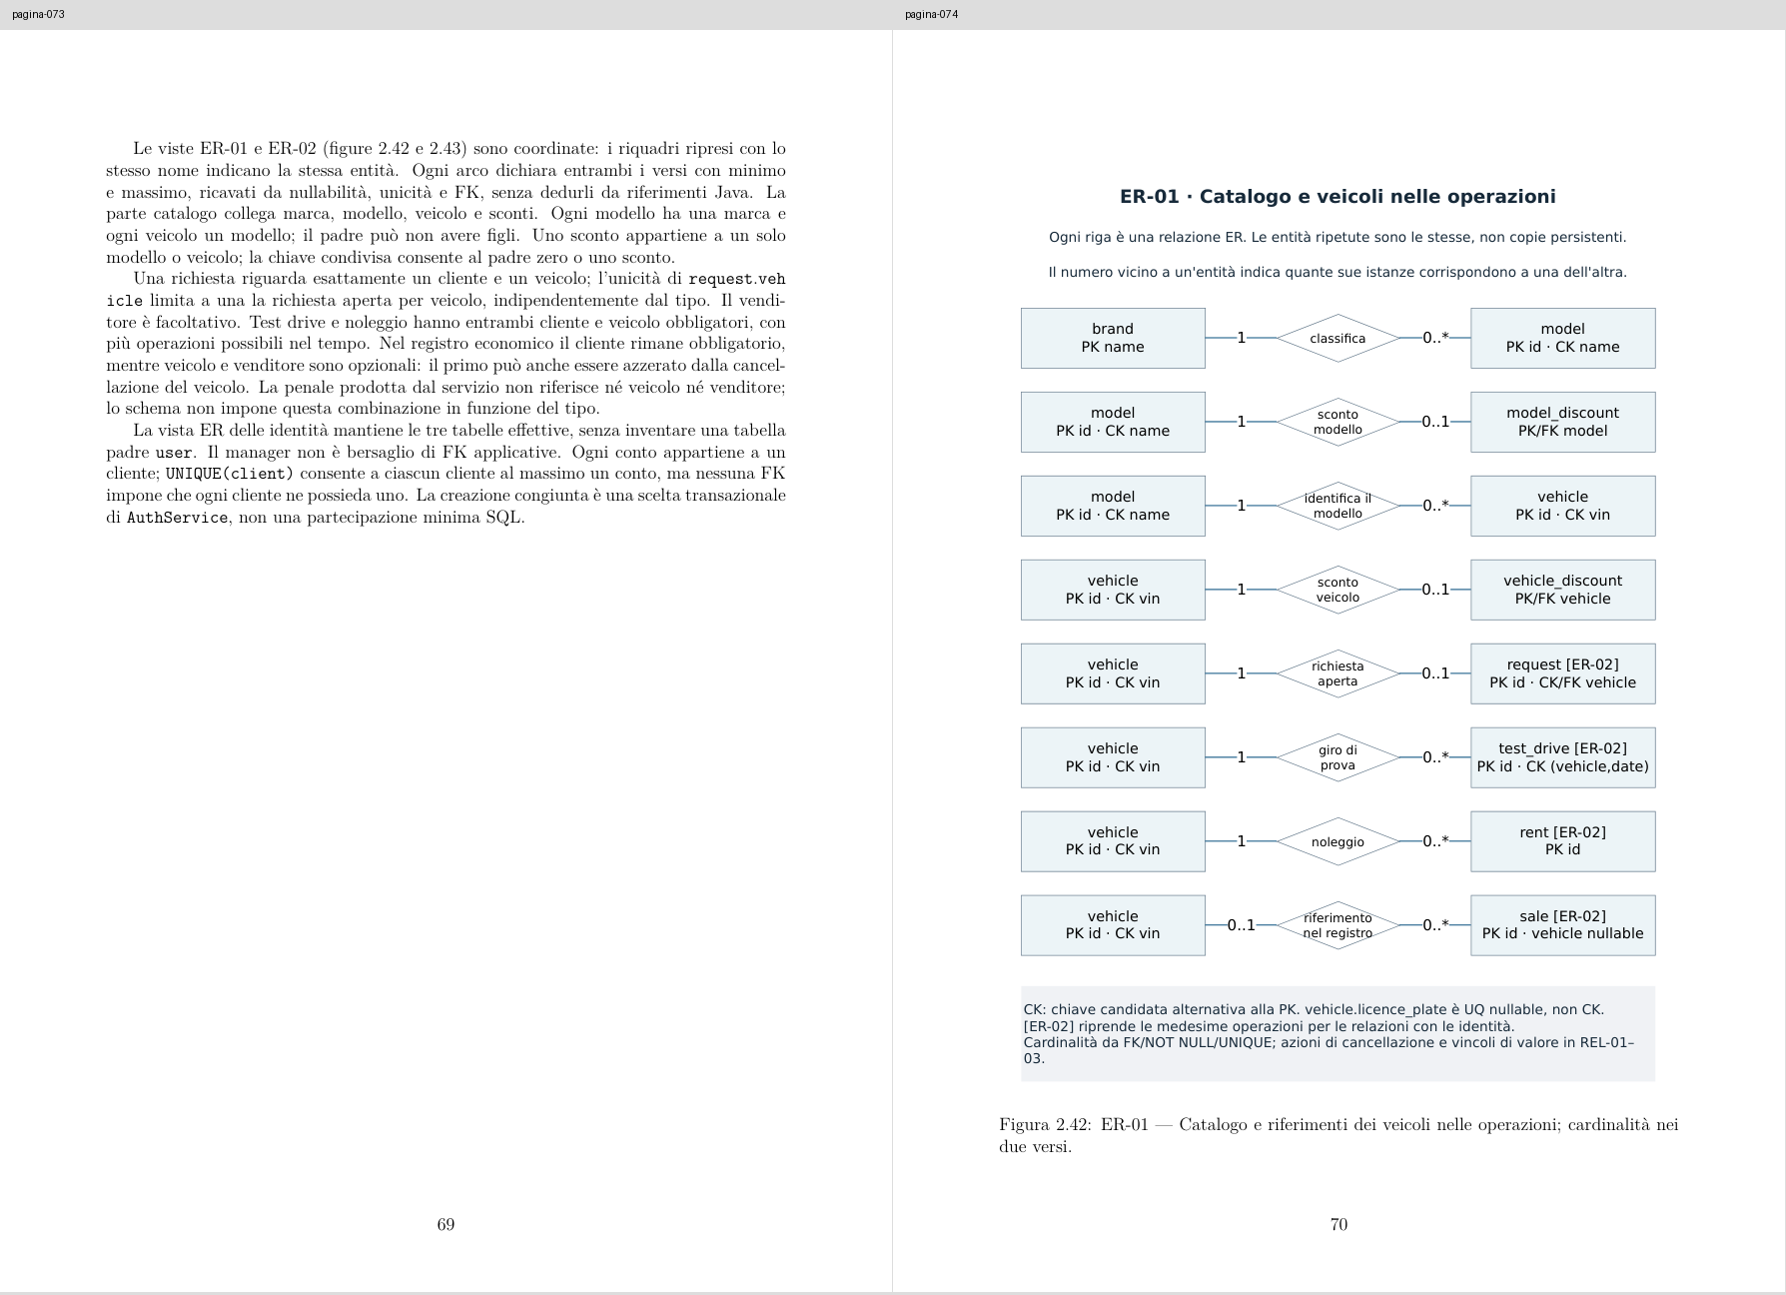 pagina-073
Le viste ER-01 e ER-02 (figure 2.42 e 2.43) sono coordinate: i riquadri ripresi con lo
stesso nome indicano la stessa entità. Ogni arco dichiara entrambi i versi con minimo
e massimo, ricavati da nullabilità, unicità e FK, senza dedurli da riferimenti Java. La
parte catalogo collega marca, modello, veicolo e sconti. Ogni modello ha una marca e
ogni veicolo un modello; il padre può non avere figli. Uno sconto appartiene a un solo
modello o veicolo; la chiave condivisa consente al padre zero o uno sconto.
Una richiesta riguarda esattamente un cliente e un veicolo; l'unicità di request.veh
icle limita a una la richiesta aperta per veicolo, indipendentemente dal tipo. Il vendi-
tore è facoltativo. Test drive e noleggio hanno entrambi cliente e veicolo obbligatori, con
più operazioni possibili nel tempo. Nel registro economico il cliente rimane obbligatorio,
mentre veicolo e venditore sono opzionali: il primo può anche essere azzerato dalla cancel-
lazione del veicolo. La penale prodotta dal servizio non riferisce né veicolo né venditore;
lo schema non impone questa combinazione in funzione del tipo.
La vista ER delle identità mantiene le tre tabelle effettive, senza inventare una tabella
padre user. Il manager non è bersaglio di FK applicative. Ogni conto appartiene a un
cliente; UNIQUE(client) consente a ciascun cliente al massimo un conto, ma nessuna FK
impone che ogni cliente ne possieda uno. La creazione congiunta è una scelta transazionale
di AuthService, non una partecipazione minima SQL.
69
pagina-074
ER-01 · Catalogo e veicoli nelle operazioni
Ogni riga è una relazione ER. Le entità ripetute sono le stesse, non copie persistenti.
Il numero vicino a un'entità indica quante sue istanze corrispondono a una dell'altra.
brand
PK name
1
classifica
0..*
model
PK id · CK name
model
PK id · CK name
1
sconto
modello
0..1
model_discount
PK/FK model
model
PK id · CK name
1
identifica il
modello
0..*
vehicle
PK id · CK vin
vehicle
PK id · CK vin
1
sconto
veicolo
0..1
vehicle_discount
PK/FK vehicle
vehicle
PK id · CK vin
1
richiesta
aperta
0..1
request [ER-02]
PK id · CK/FK vehicle
vehicle
PK id · CK vin
1
giro di
prova
0..*
test_drive [ER-02]
PK id · CK (vehicle,date)
vehicle
PK id · CK vin
1
noleggio
0..*
rent [ER-02]
PK id
vehicle
PK id · CK vin
0..1
riferimento
nel registro
0..*
sale [ER-02]
PK id · vehicle nullable
CK: chiave candidata alternativa alla PK. vehicle.licence_plate è UQ nullable, non CK.
[ER-02] riprende le medesime operazioni per le relazioni con le identità.
Cardinalità da FK/NOT NULL/UNIQUE; azioni di cancellazione e vincoli di valore in REL-01–
03.
Figura 2.42: ER-01 — Catalogo e riferimenti dei veicoli nelle operazioni; cardinalità nei
due versi.
70